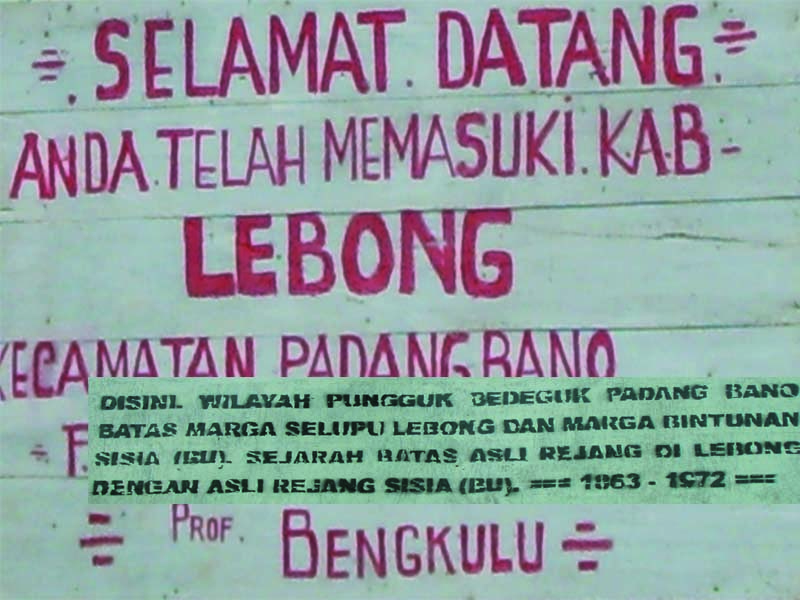 ÷ SELAMAT DATANG ÷
ANDA TELAH MEMASUKI KAB-
LEBONG
KECAMATAN PADANG BANO
DISINI. WILAYAH PUNGGUK BEDEGUK PADANG BANO
BATAS MARGA SELUPU LEBONG DAN MARGA BINTUNAN
SISIA (BU). SEJARAH BATAS ASLI REJANG DI LEBONG
DENGAN ASLI REJANG SISIA (BU). === 1863 - 1972 ===
PROF.
÷ BENGKULU ÷